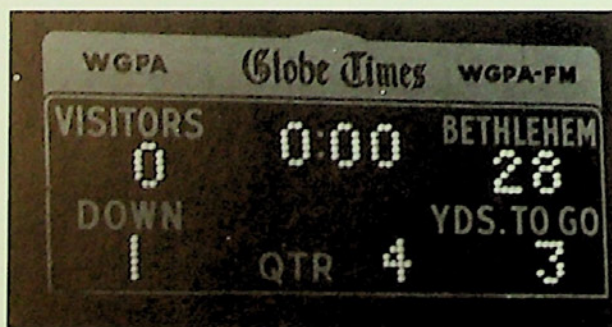 WGPA Globe Times WGPA-FM
VISITORS 0:00 BETHLEHEM
0 28
DOWN YDS. TO GO
1 QTR 4 3